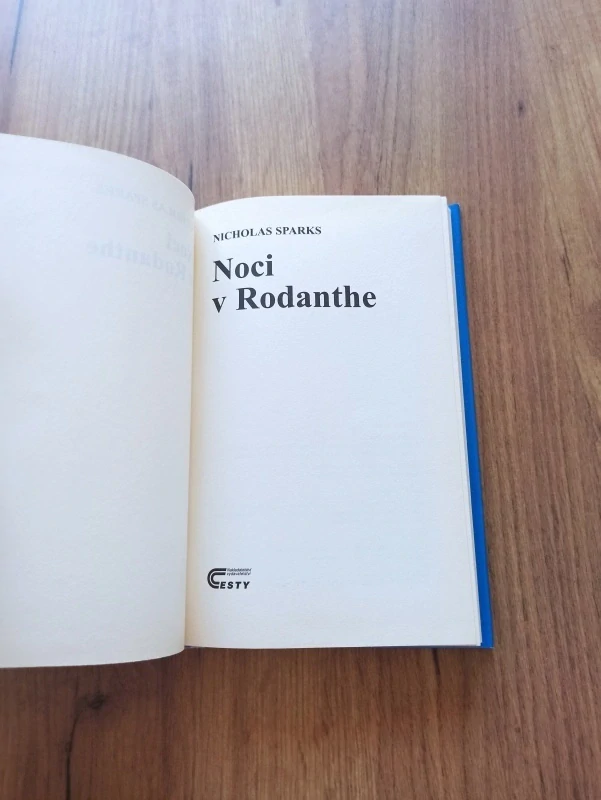 NICHOLAS SPARKS
Noci
v Rodanthe
CESTY